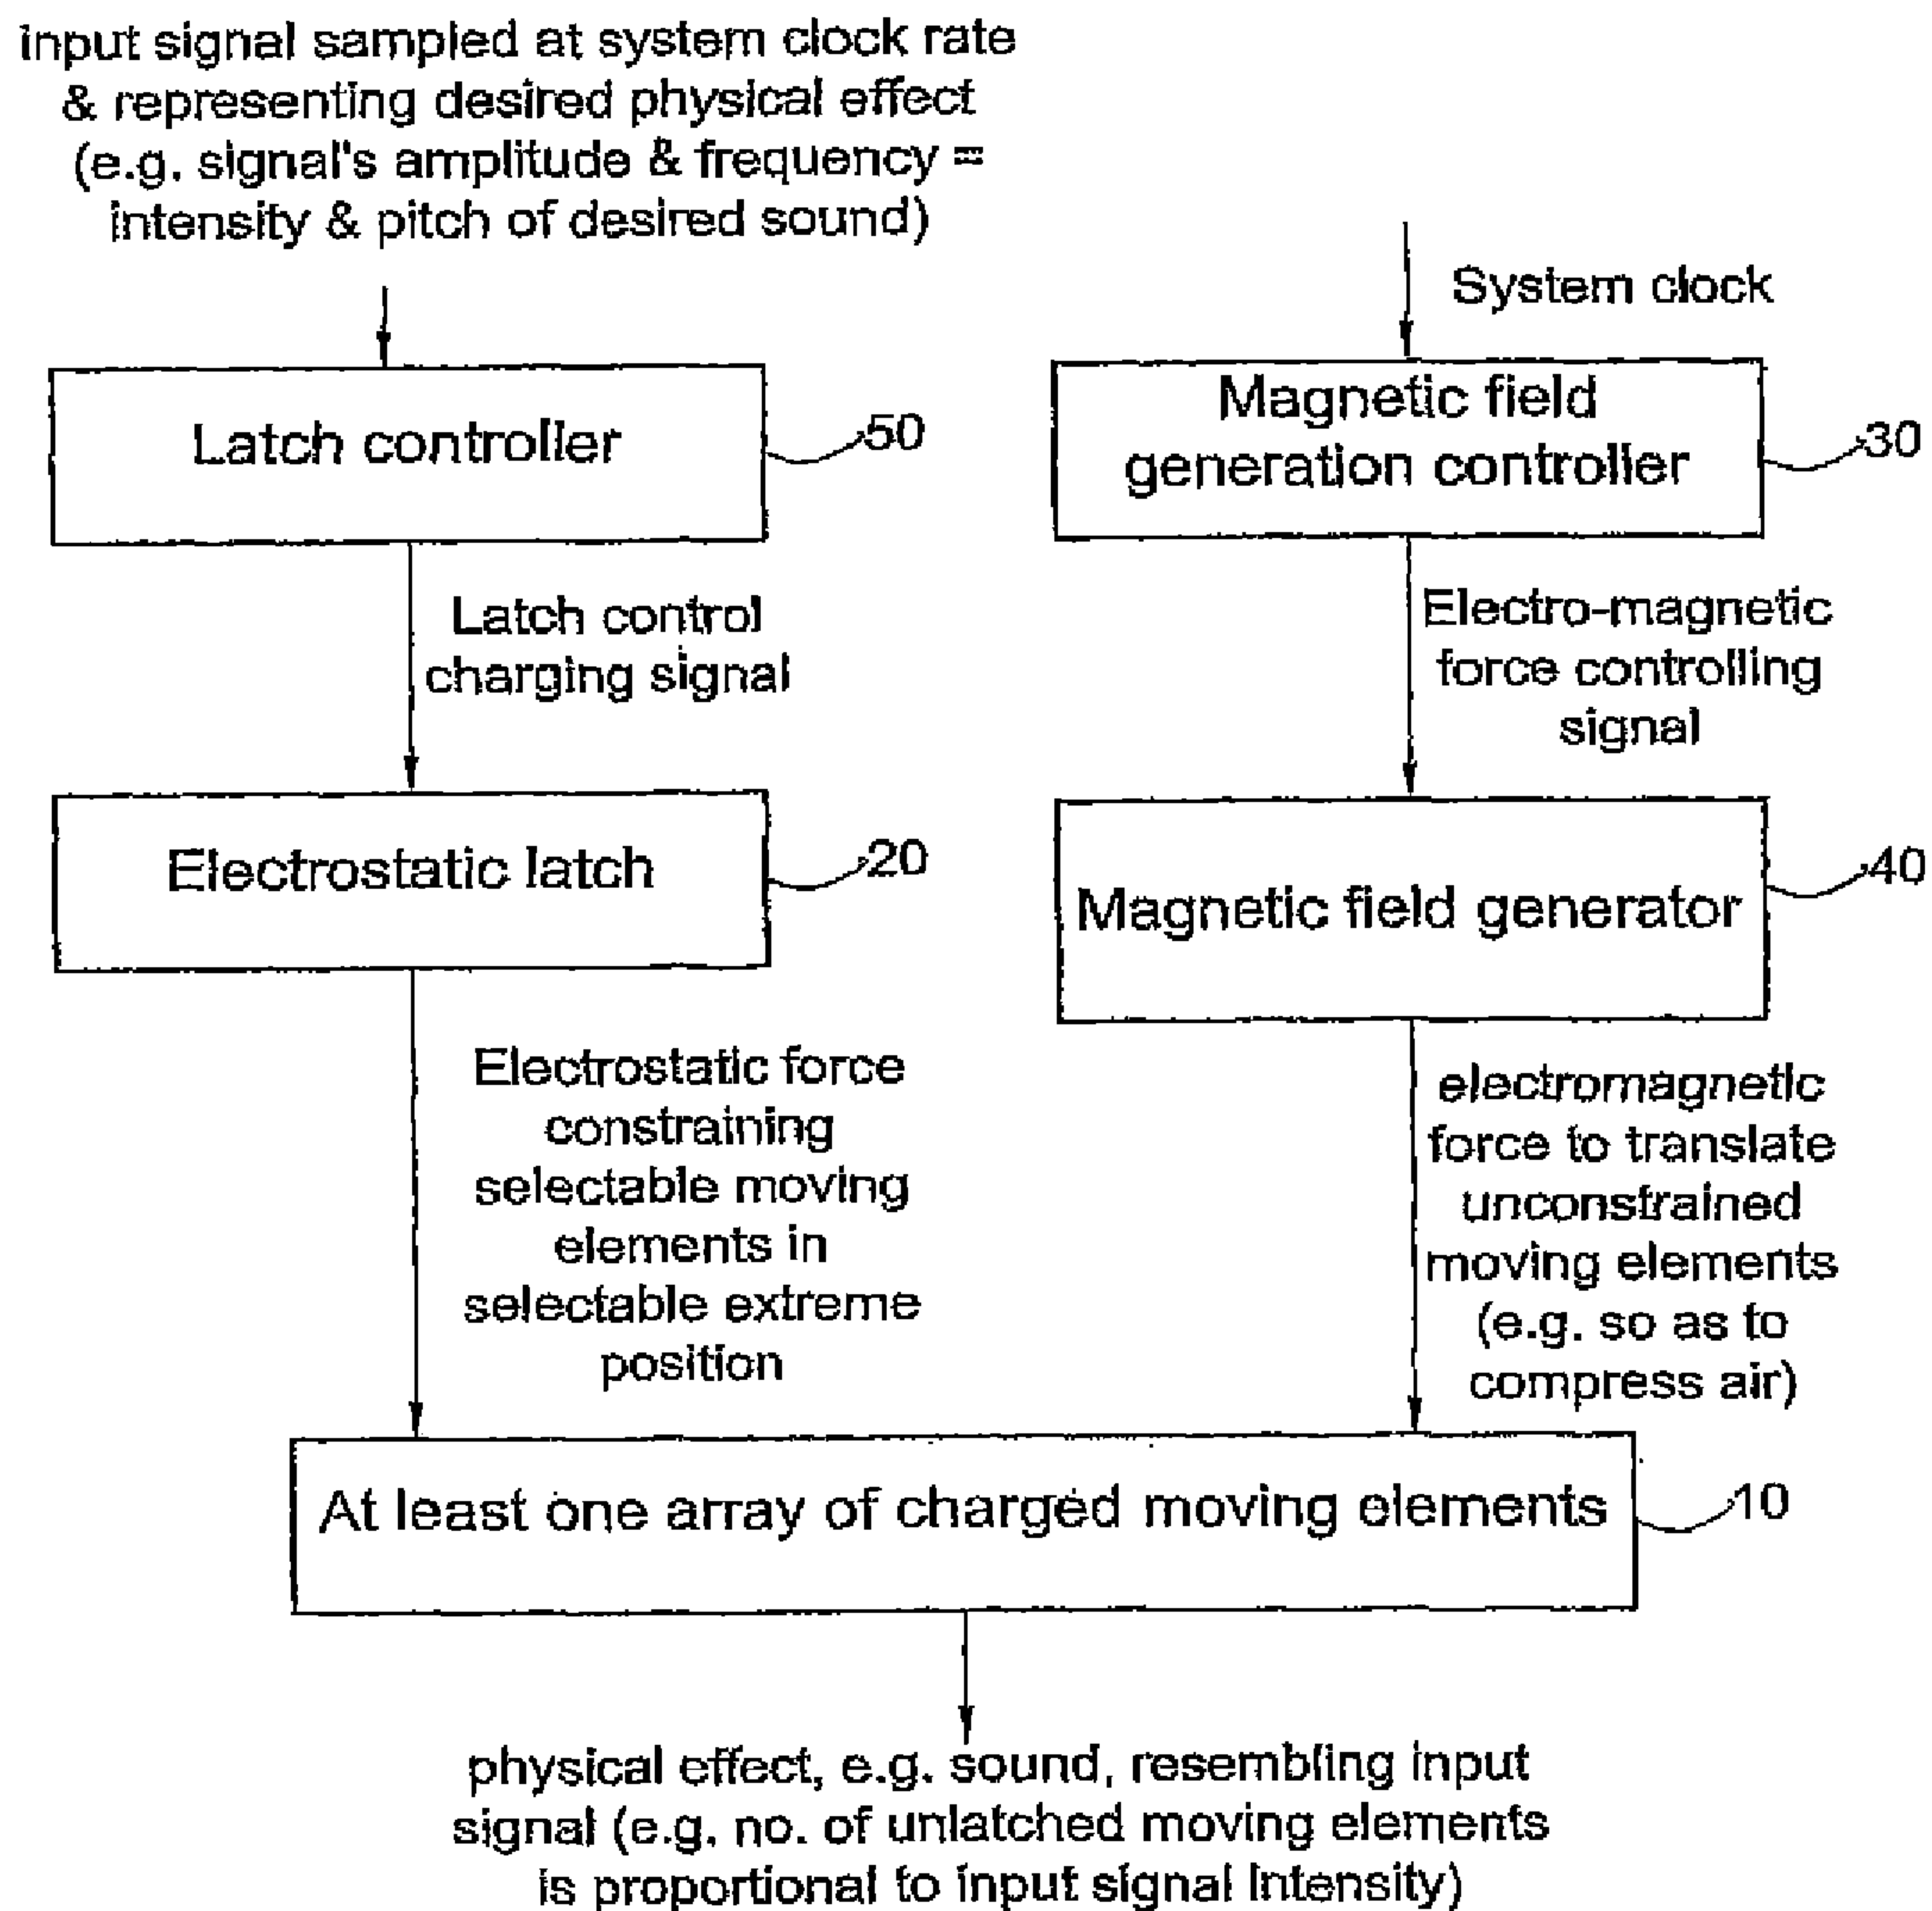 input signal sampled at system clock rate
& representing desired physical effect
(e.g. signal's amplitude & frequency =
intensity & pitch of desired sound)
System clock
Latch controller
50
Magnetic field
generation controller
30
Latch control
charging signal
Electro-magnetic
force controlling
signal
Electrostatic latch
20
Magnetic field generator
40
Electrostatic force
constraining
selectable moving
elements in
selectable extreme
position
electromagnetic
force to translate
unconstrained
moving elements
(e.g. so as to
compress air)
At least one array of charged moving elements
10
physical effect, e.g. sound, resembling input
signal (e.g. no. of unlatched moving elements
is proportional to input signal intensity)